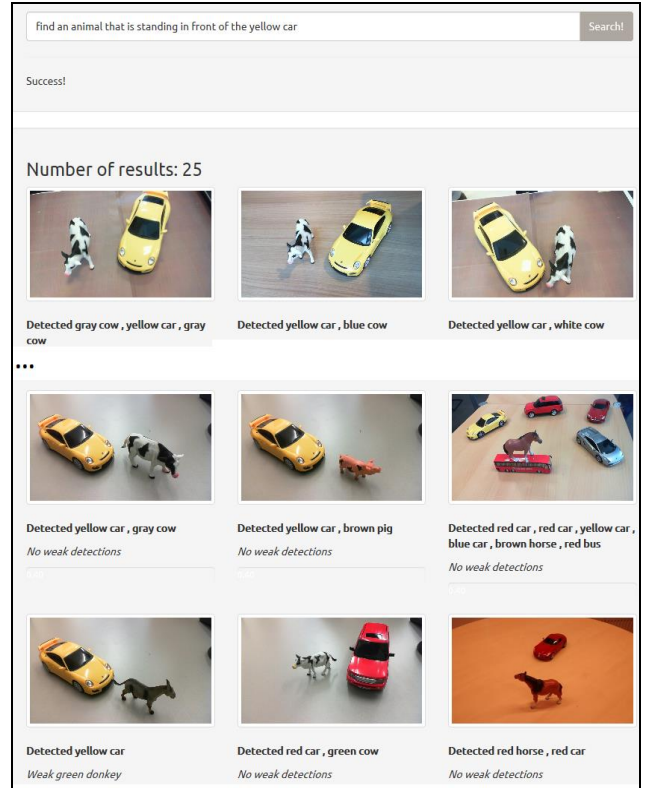 find an animal that is standing in front of the yellow car
Search!
Success!
Number of results: 25
Detected gray cow , yellow car , gray
cow
Detected yellow car , blue cow
Detected yellow car , white cow
...
Detected yellow car , gray cow
No weak detections
Detected yellow car , brown pig
No weak detections
Detected red car , red car , yellow car ,
blue car , brown horse , red bus
No weak detections
Detected yellow car
Weak green donkey
Detected red car , green cow
No weak detections
Detected red horse , red car
No weak detections